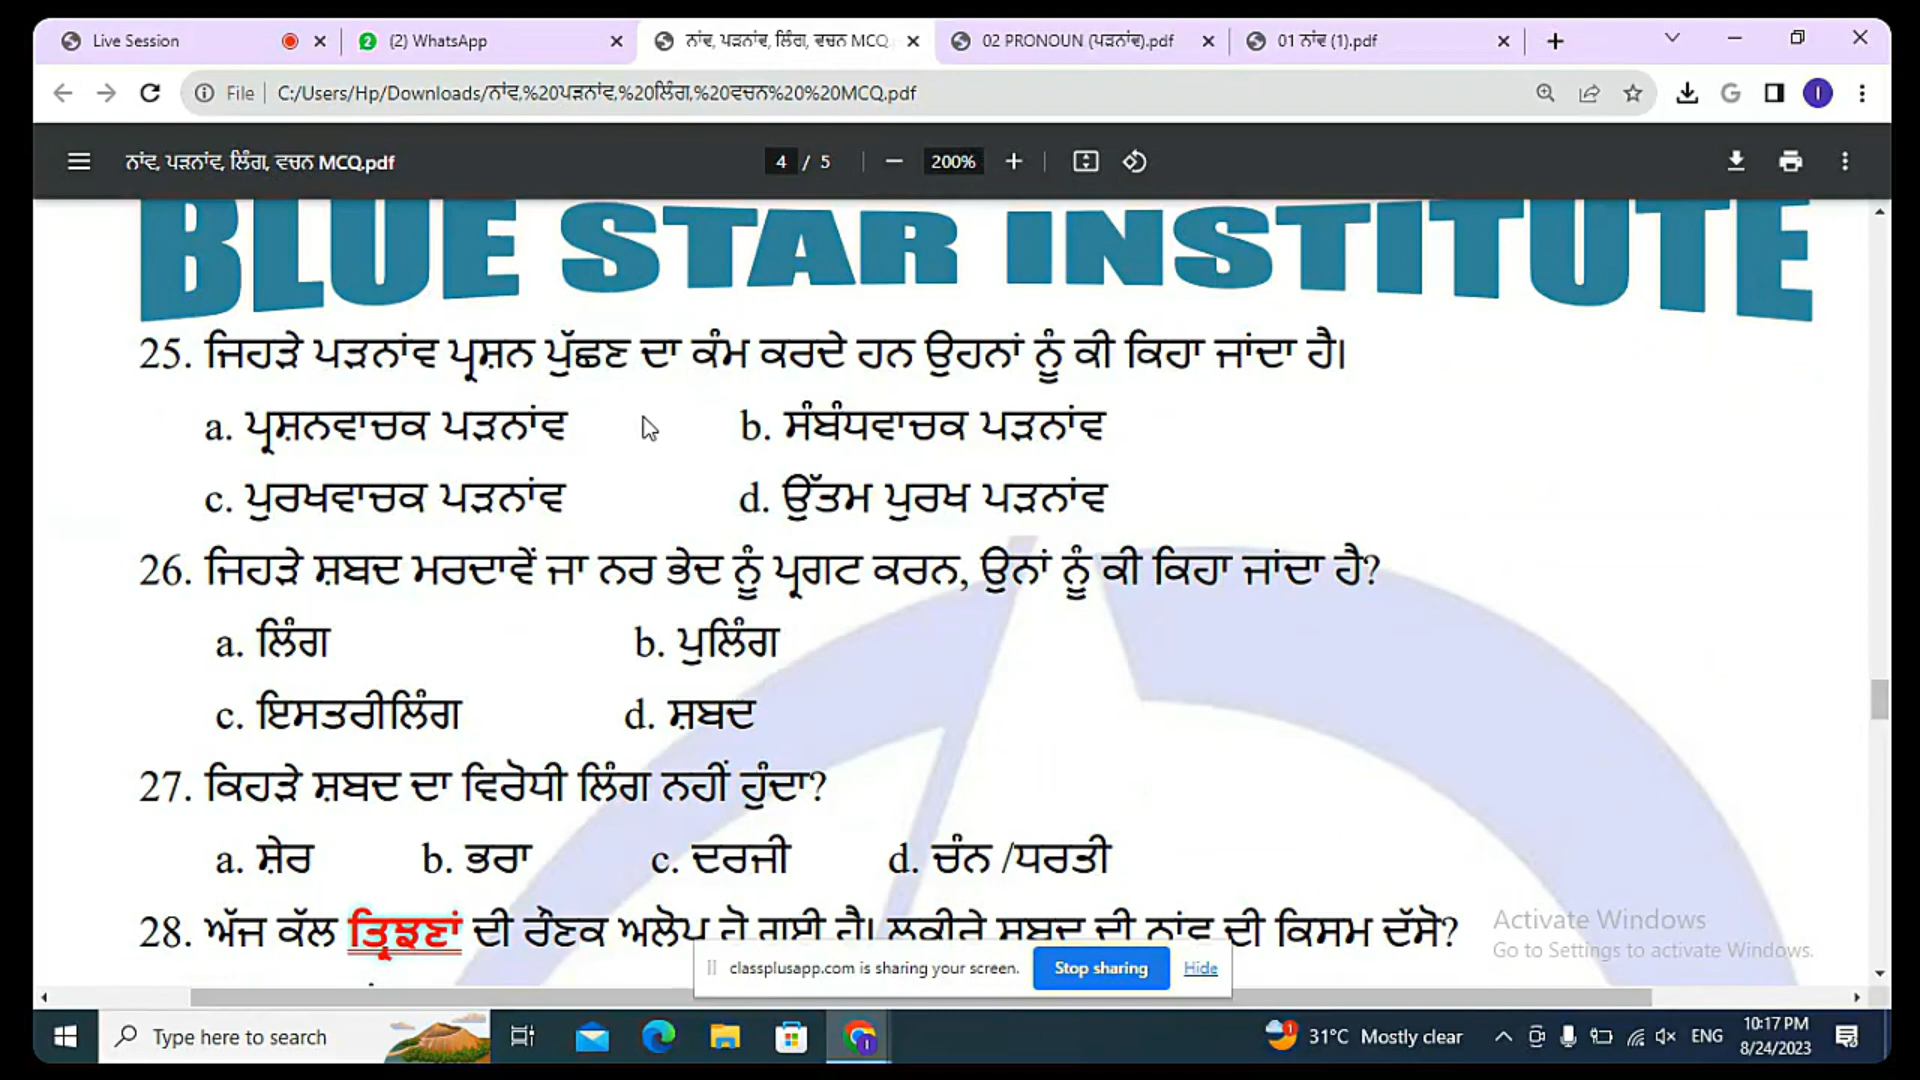 Live Session
2 (2) WhatsApp
ਨਾਂਵ, ਪੜਨਾਂਵ, ਲਿੰਗ, ਵਚਨ MCQ
02 PRONOUN (ਪੜਨਾਂਵ).pdf
01 ਨਾਂਵ (1).pdf
File C:/Users/Hp/Downloads/ਨਾਂਵ,%20ਪੜਨਾਂਵ,%20ਲਿੰਗ,%20ਵਚਨ%20%20MCQ.pdf
I
ਨਾਂਵ, ਪੜਨਾਂਵ, ਲਿੰਗ, ਵਚਨ MCQ.pdf
4 / 5
200%
BLUE STAR INSTITUTE
25. ਜਿਹੜੇ ਪੜਨਾਂਵ ਪ੍ਰਸ਼ਨ ਪੁੱਛਣ ਦਾ ਕੰਮ ਕਰਦੇ ਹਨ ਉਹਨਾਂ ਨੂੰ ਕੀ ਕਿਹਾ ਜਾਂਦਾ ਹੈ।
a. ਪ੍ਰਸ਼ਨਵਾਚਕ ਪੜਨਾਂਵ b. ਸੰਬੰਧਵਾਚਕ ਪੜਨਾਂਵ
c. ਪੁਰਖਵਾਚਕ ਪੜਨਾਂਵ d. ਉੱਤਮ ਪੁਰਖ ਪੜਨਾਂਵ
26. ਜਿਹੜੇ ਸ਼ਬਦ ਮਰਦਾਵੇਂ ਜਾ ਨਰ ਭੇਦ ਨੂੰ ਪ੍ਰਗਟ ਕਰਨ, ਉਨਾਂ ਨੂੰ ਕੀ ਕਿਹਾ ਜਾਂਦਾ ਹੈ?
a. ਲਿੰਗ b. ਪੁਲਿੰਗ
c. ਇਸਤਰੀਲਿੰਗ d. ਸ਼ਬਦ
27. ਕਿਹੜੇ ਸ਼ਬਦ ਦਾ ਵਿਰੋਧੀ ਲਿੰਗ ਨਹੀਂ ਹੁੰਦਾ?
a. ਸ਼ੇਰ b. ਭਰਾ c. ਦਰਜੀ d. ਚੰਨ /ਧਰਤੀ
28. ਅੱਜ ਕੱਲ ਤ੍ਰਿਝਣਾਂ ਦੀ ਰੌਣਕ ਅਲੋਪ ਹੋ ਗਈ ਹੈ। ਲਕੀਰੇ ਸ਼ਬਦ ਦੀ ਨਾਂਵ ਦੀ ਕਿਸਮ ਦੱਸੋ?
Activate Windows
Go to Settings to activate Windows.
classplusapp.com is sharing your screen. Stop sharing Hide
Type here to search
1 31°C Mostly clear
ENG
10:17 PM
8/24/2023